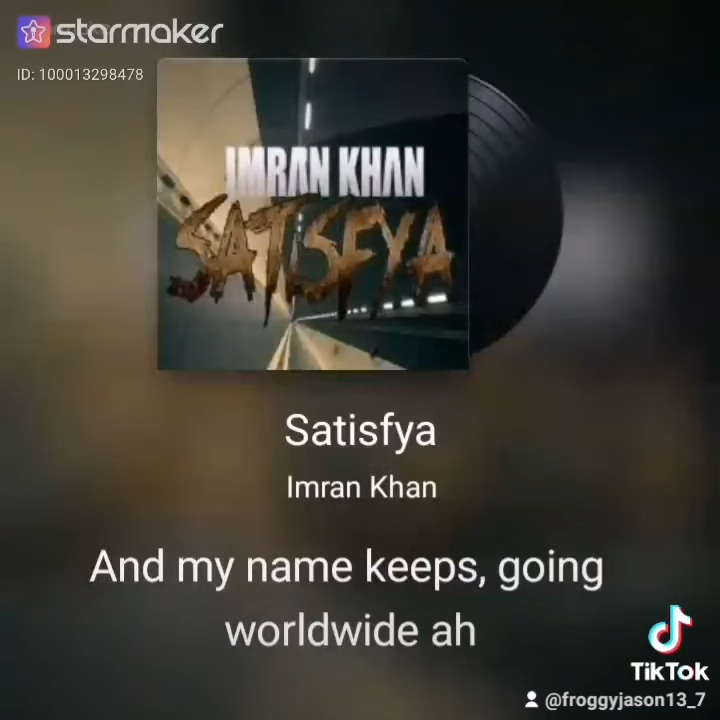 starmaker
ID: 100013298478
IMRAN KHAN
SATISFYA
Satisfya
Imran Khan
And my name keeps, going
worldwide ah
TikTok
@froggyjason13_7